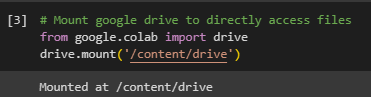 [3] # Mount google drive to directly access files
from google.colab import drive
drive.mount('/content/drive')
Mounted at /content/drive